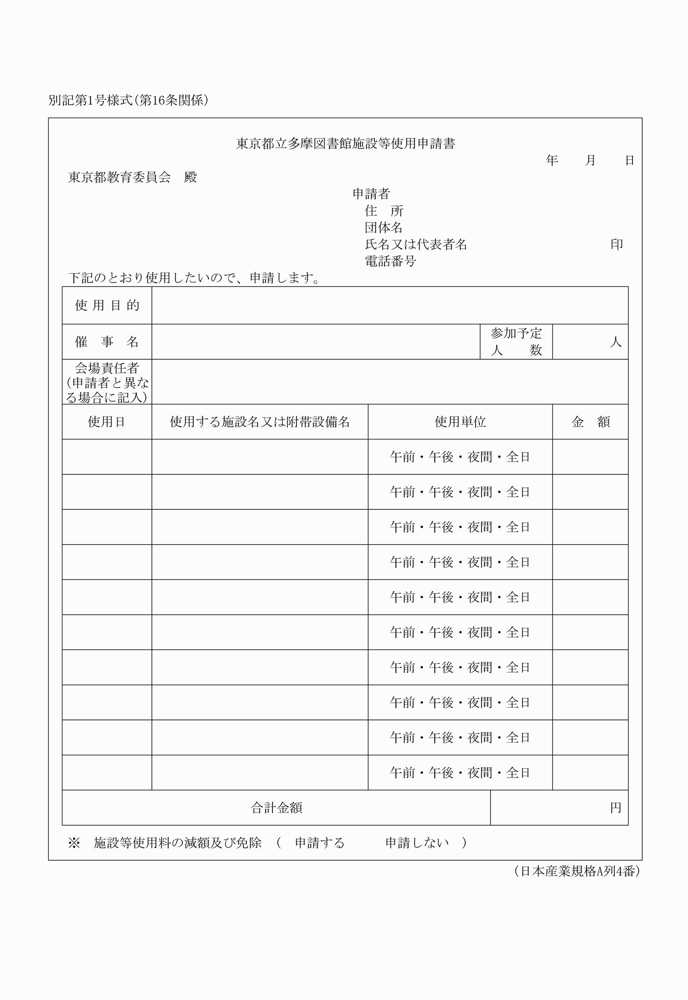 別記第1号様式(第16条関係)
東京都立多摩図書館施設等使用申請書
年　月　日
東京都教育委員会　殿
申請者
住　所
団体名
氏名又は代表者名　印
電話番号
下記のとおり使用したいので、申請します。
使用目的
催　事　名　参加予定人　数　人
会場責任者
(申請者と異な
る場合に記入)
使用日　使用する施設名又は附帯設備名　使用単位　金　額
午前・午後・夜間・全日
午前・午後・夜間・全日
午前・午後・夜間・全日
午前・午後・夜間・全日
午前・午後・夜間・全日
午前・午後・夜間・全日
午前・午後・夜間・全日
午前・午後・夜間・全日
午前・午後・夜間・全日
午前・午後・夜間・全日
合計金額　円
※　施設等使用料の減額及び免除　(　申請する　　　申請しない　)
(日本産業規格A列4番)